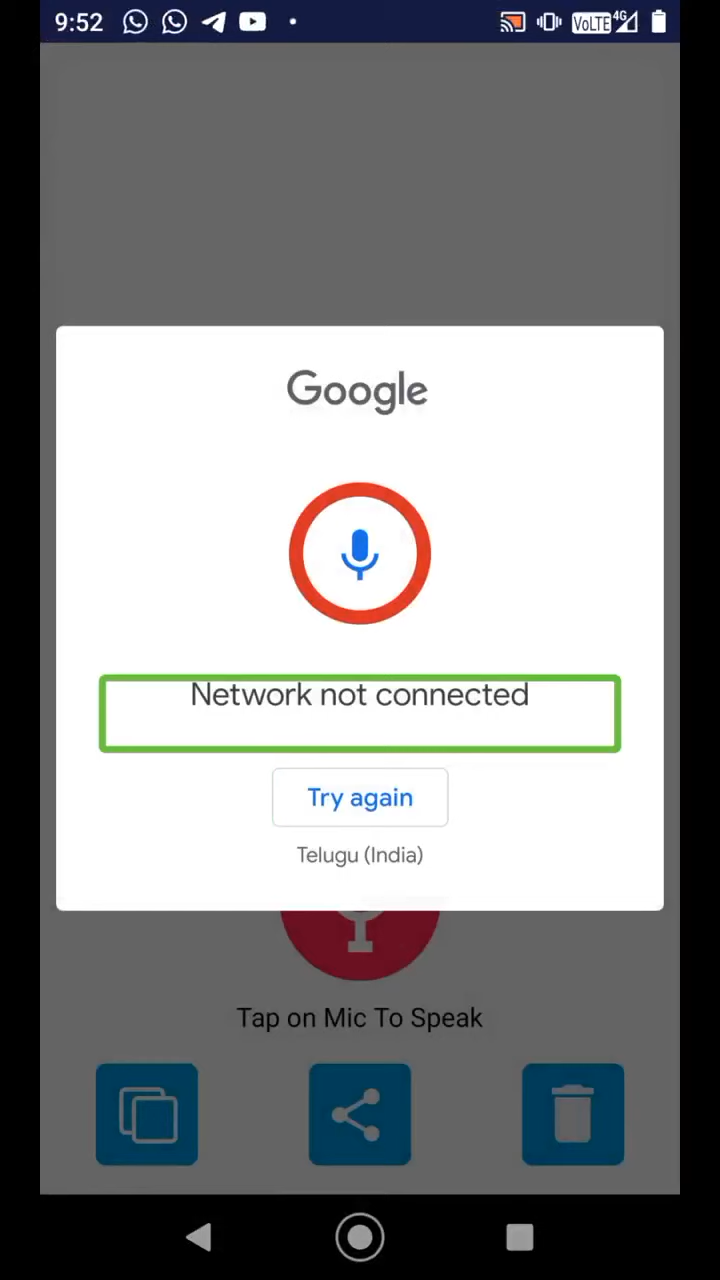 9:52
VoLTE 4G
Google
Network not connected
Try again
Telugu (India)
Tap on Mic To Speak